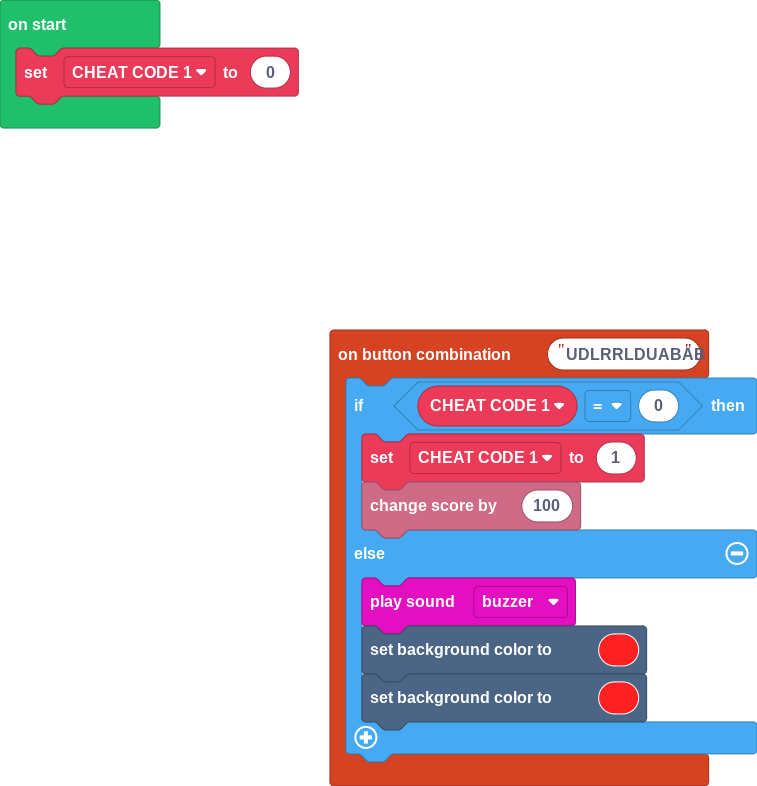 on start
set CHEAT CODE 1 to 0
on button combination "UDLRRLDUABAB"
if CHEAT CODE 1 = 0 then
set CHEAT CODE 1 to 1
change score by 100
else
play sound buzzer
set background color to
set background color to